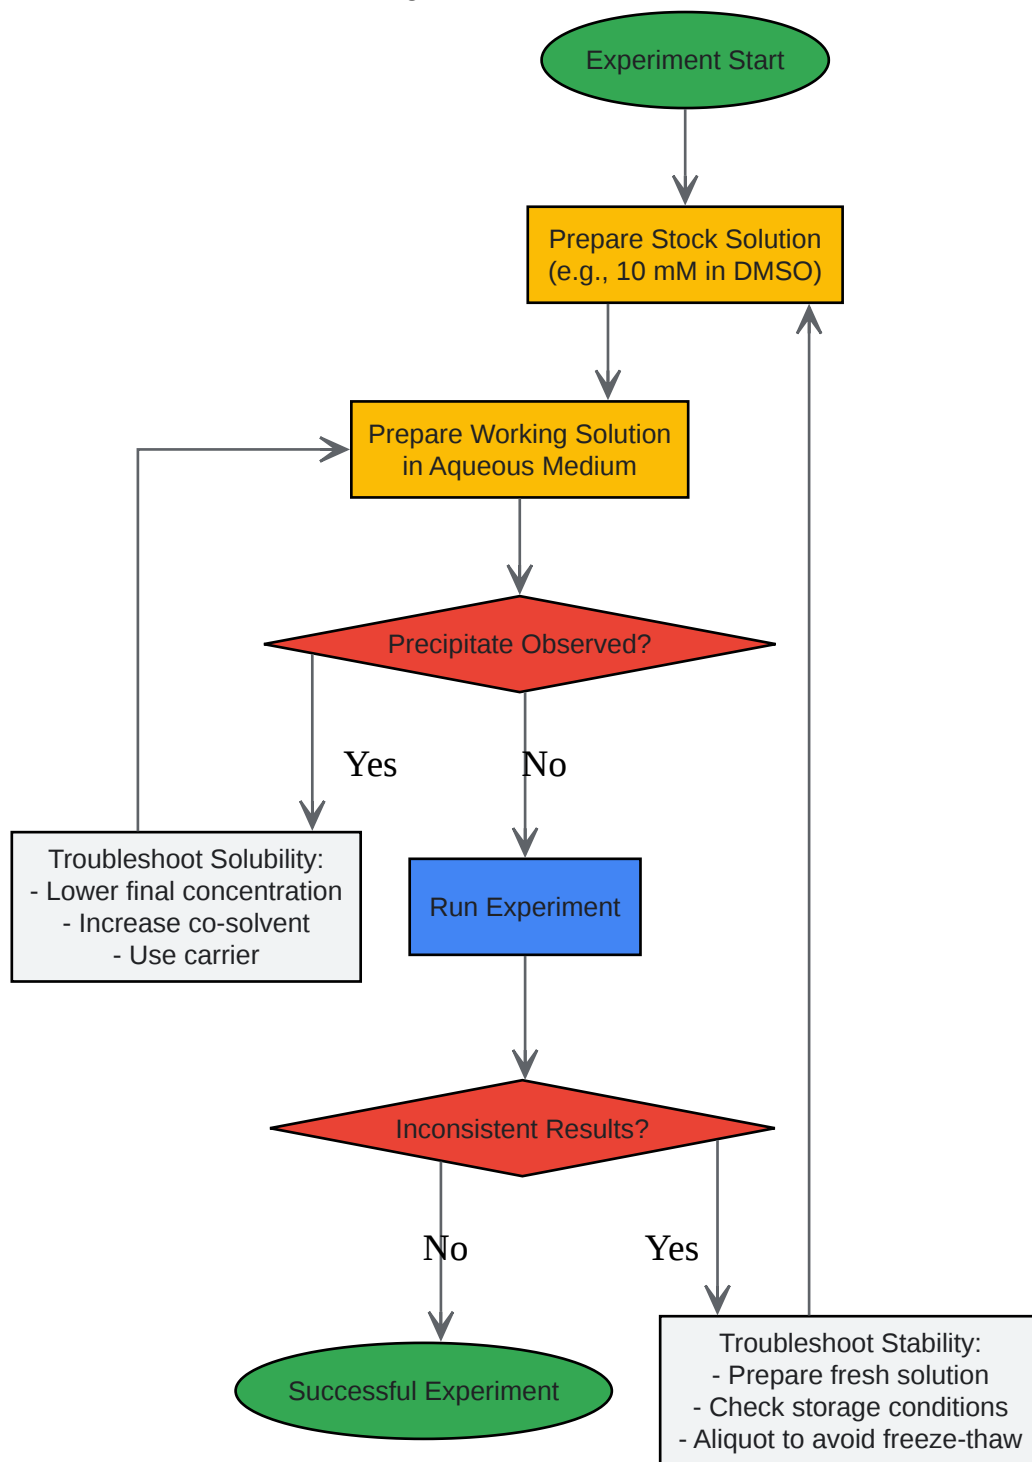 Experiment Start
Prepare Stock Solution
(e.g., 10 mM in DMSO)
Prepare Working Solution
in Aqueous Medium
Precipitate Observed?
Yes
No
Troubleshoot Solubility:
- Lower final concentration
- Increase co-solvent
- Use carrier
Run Experiment
Inconsistent Results?
No
Yes
Successful Experiment
Troubleshoot Stability:
- Prepare fresh solution
- Check storage conditions
- Aliquot to avoid freeze-thaw